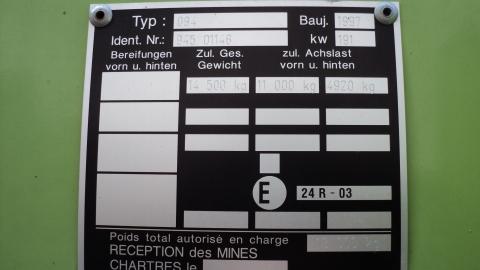 Typ : 094 Bauj. 1997
Ident. Nr.: 945 01146 kw 191
Bereifungen Zul. Ges. zul. Achslast
vorn u. hinten Gewicht vorn u. hinten
14 500 kg 11 000 kg 4920 kg
E 24 R - 03
Poids total autorisé en charge
RECEPTION des MINES
CHARTRES le